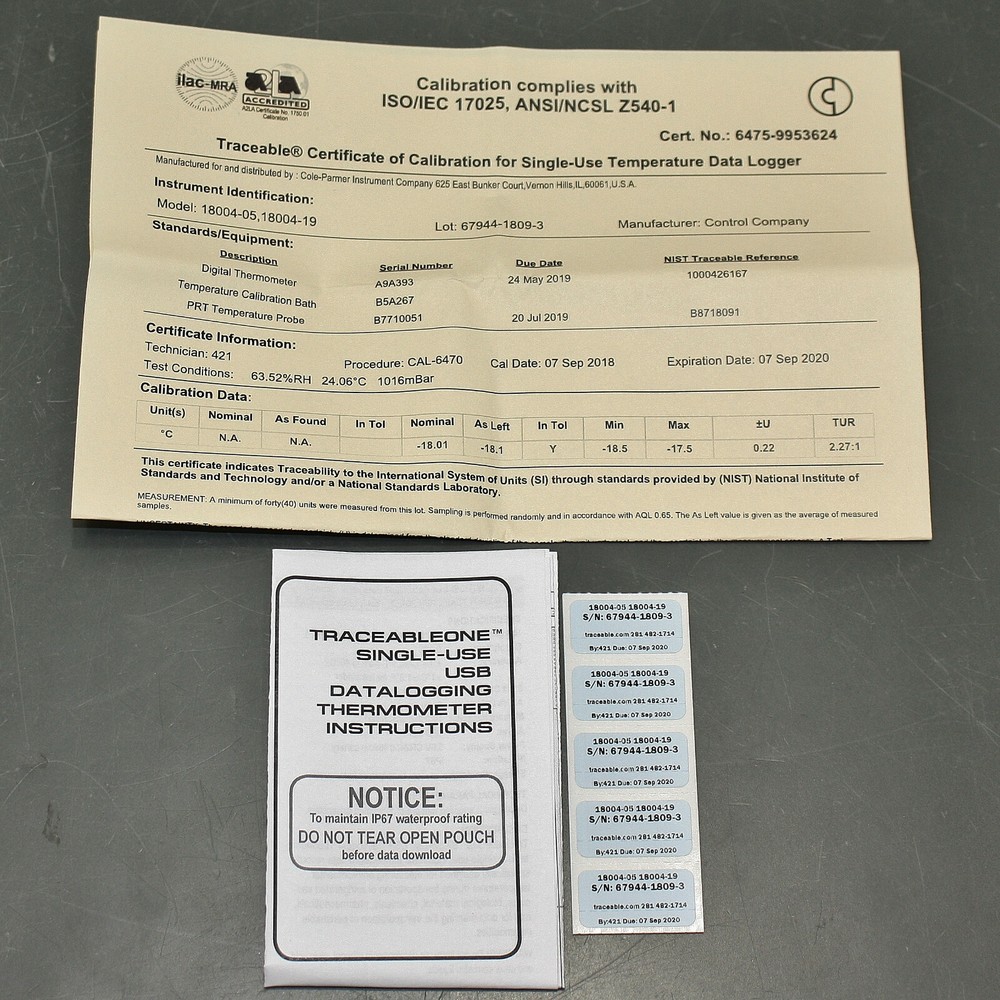 ilac-MRA
a2la
ACCREDITED
A2LA Certificate No. 1750.01
Calibration
Calibration complies with
ISO/IEC 17025, ANSI/NCSL Z540-1
Cert. No.: 6475-9953624
Traceable® Certificate of Calibration for Single-Use Temperature Data Logger
Manufactured for and distributed by : Cole-Parmer Instrument Company 625 East Bunker Court,Vernon Hills,IL,60061,U.S.A.
Instrument Identification:
Model: 18004-05,18004-19 Lot: 67944-1809-3 Manufacturer: Control Company
Standards/Equipment:
Description Serial Number Due Date NIST Traceable Reference
Digital Thermometer A9A393 24 May 2019 1000426167
Temperature Calibration Bath B5A267
PRT Temperature Probe B7710051 20 Jul 2019 B8718091
Certificate Information:
Technician: 421 Procedure: CAL-6470 Cal Date: 07 Sep 2018 Expiration Date: 07 Sep 2020
Test Conditions: 63.52%RH 24.06°C 1016mBar
Calibration Data:
Unit(s) Nominal As Found In Tol Nominal As Left In Tol Min Max ±U TUR
°C N.A. N.A. -18.01 -18.1 Y -18.5 -17.5 0.22 2.27:1
This certificate indicates Traceability to the International System of Units (SI) through standards provided by (NIST) National Institute of
Standards and Technology and/or a National Standards Laboratory.
MEASUREMENT: A minimum of forty(40) units were measured from this lot. Sampling is performed randomly and in accordance with AQL 0.65. The As Left value is given as the average of measured
samples.
TRACEABLEONE™
SINGLE-USE
USB
DATALOGGING
THERMOMETER
INSTRUCTIONS
NOTICE:
To maintain IP67 waterproof rating
DO NOT TEAR OPEN POUCH
before data download
18004-05 18004-19
S/N: 67944-1809-3
traceable.com 281 482-1714
By:421 Due: 07 Sep 2020
18004-05 18004-19
S/N: 67944-1809-3
traceable.com 281 482-1714
By:421 Due: 07 Sep 2020
18004-05 18004-19
S/N: 67944-1809-3
traceable.com 281 482-1714
By:421 Due: 07 Sep 2020
18004-05 18004-19
S/N: 67944-1809-3
traceable.com 281 482-1714
By:421 Due: 07 Sep 2020
18004-05 18004-19
S/N: 67944-1809-3
traceable.com 281 482-1714
By:421 Due: 07 Sep 2020